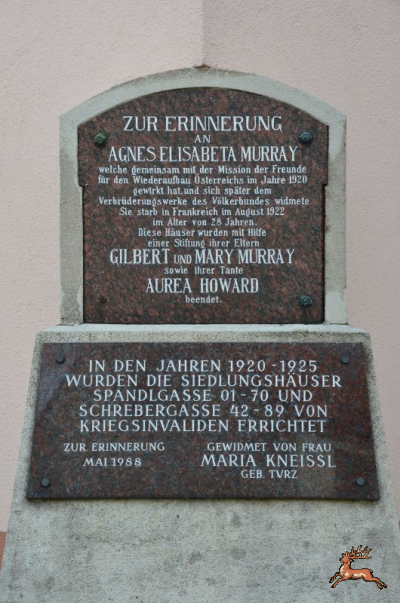 ZUR ERINNERUNG
AN
AGNES ELISABETA MURRAY
welche gemeinsam mit der Mission der Freunde
für den Wiederaufbau Österreichs im Jahre 1920
gewirkt hat, und sich später dem
Verbrüderungswerke des Völkerbundes widmete
Sie starb in Frankreich im August 1922
im Alter von 28 Jahren.
Diese Häuser wurden mit Hilfe
einer Stiftung ihrer Eltern
GILBERT UND MARY MURRAY
sowie ihrer Tante
AUREA HOWARD
beendet.
IN DEN JAHREN 1920-1925
WURDEN DIE SIEDLUNGSHÄUSER
SPANDLGASSE 01-70 UND
SCHREBERGASSE 42-89 VON
KRIEGSINVALIDEN ERRICHTET
ZUR ERINNERUNG GEWIDMET VON FRAU
MAI 1988 MARIA KNEISSL
GEB. TVRZ